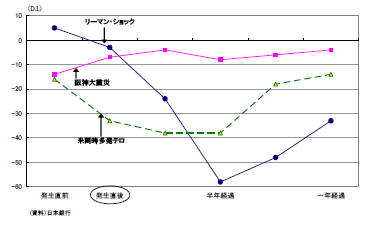 (D.I)
10
リーマン・ショック
0
-10
阪神大震災
-20
-30
米同時多発テロ
-40
-50
-60
発生直前 発生直後 半年経過 一年経過
(資料)日本銀行